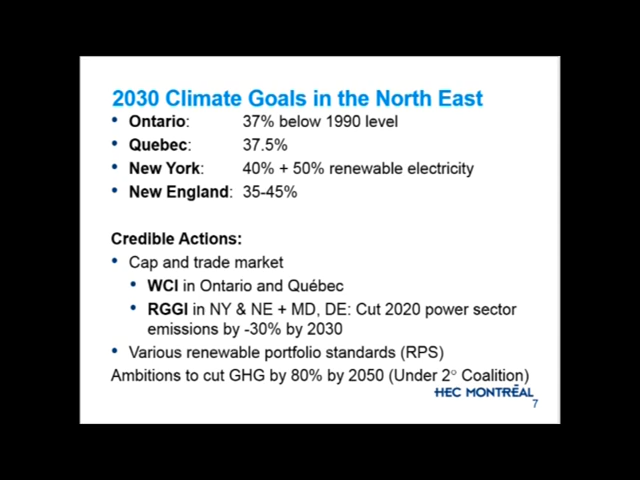 2030 Climate Goals in the North East
• Ontario: 37% below 1990 level
• Quebec: 37.5%
• New York: 40% + 50% renewable electricity
• New England: 35-45%
Credible Actions:
• Cap and trade market
• WCI in Ontario and Québec
• RGGI in NY & NE + MD, DE: Cut 2020 power sector
emissions by -30% by 2030
• Various renewable portfolio standards (RPS)
Ambitions to cut GHG by 80% by 2050 (Under 2° Coalition)
HEC MONTRÉAL
7